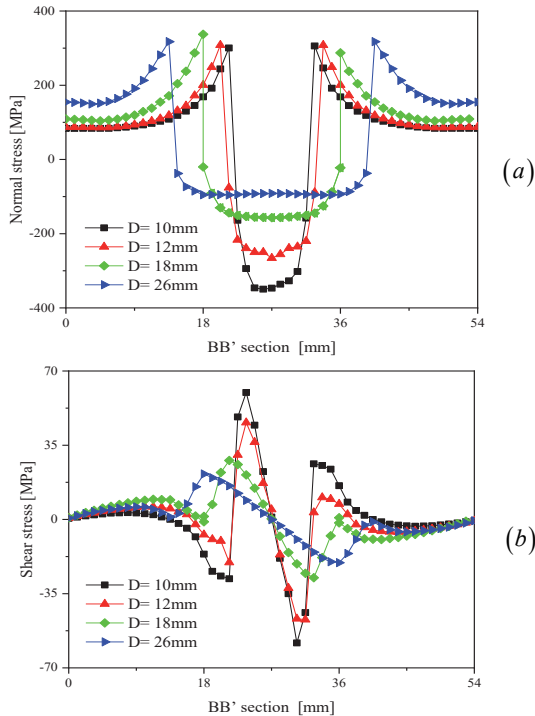 400
200
0
-200
-400
Normal stress [MPa]
D= 10mm
D= 12mm
D= 18mm
D= 26mm
0 18 36 54
BB' section [mm]
(a)
70
35
0
-35
-70
Shear stress [MPa]
D= 10mm
D= 12mm
D= 18mm
D= 26mm
0 18 36 54
BB' section [mm]
(b)